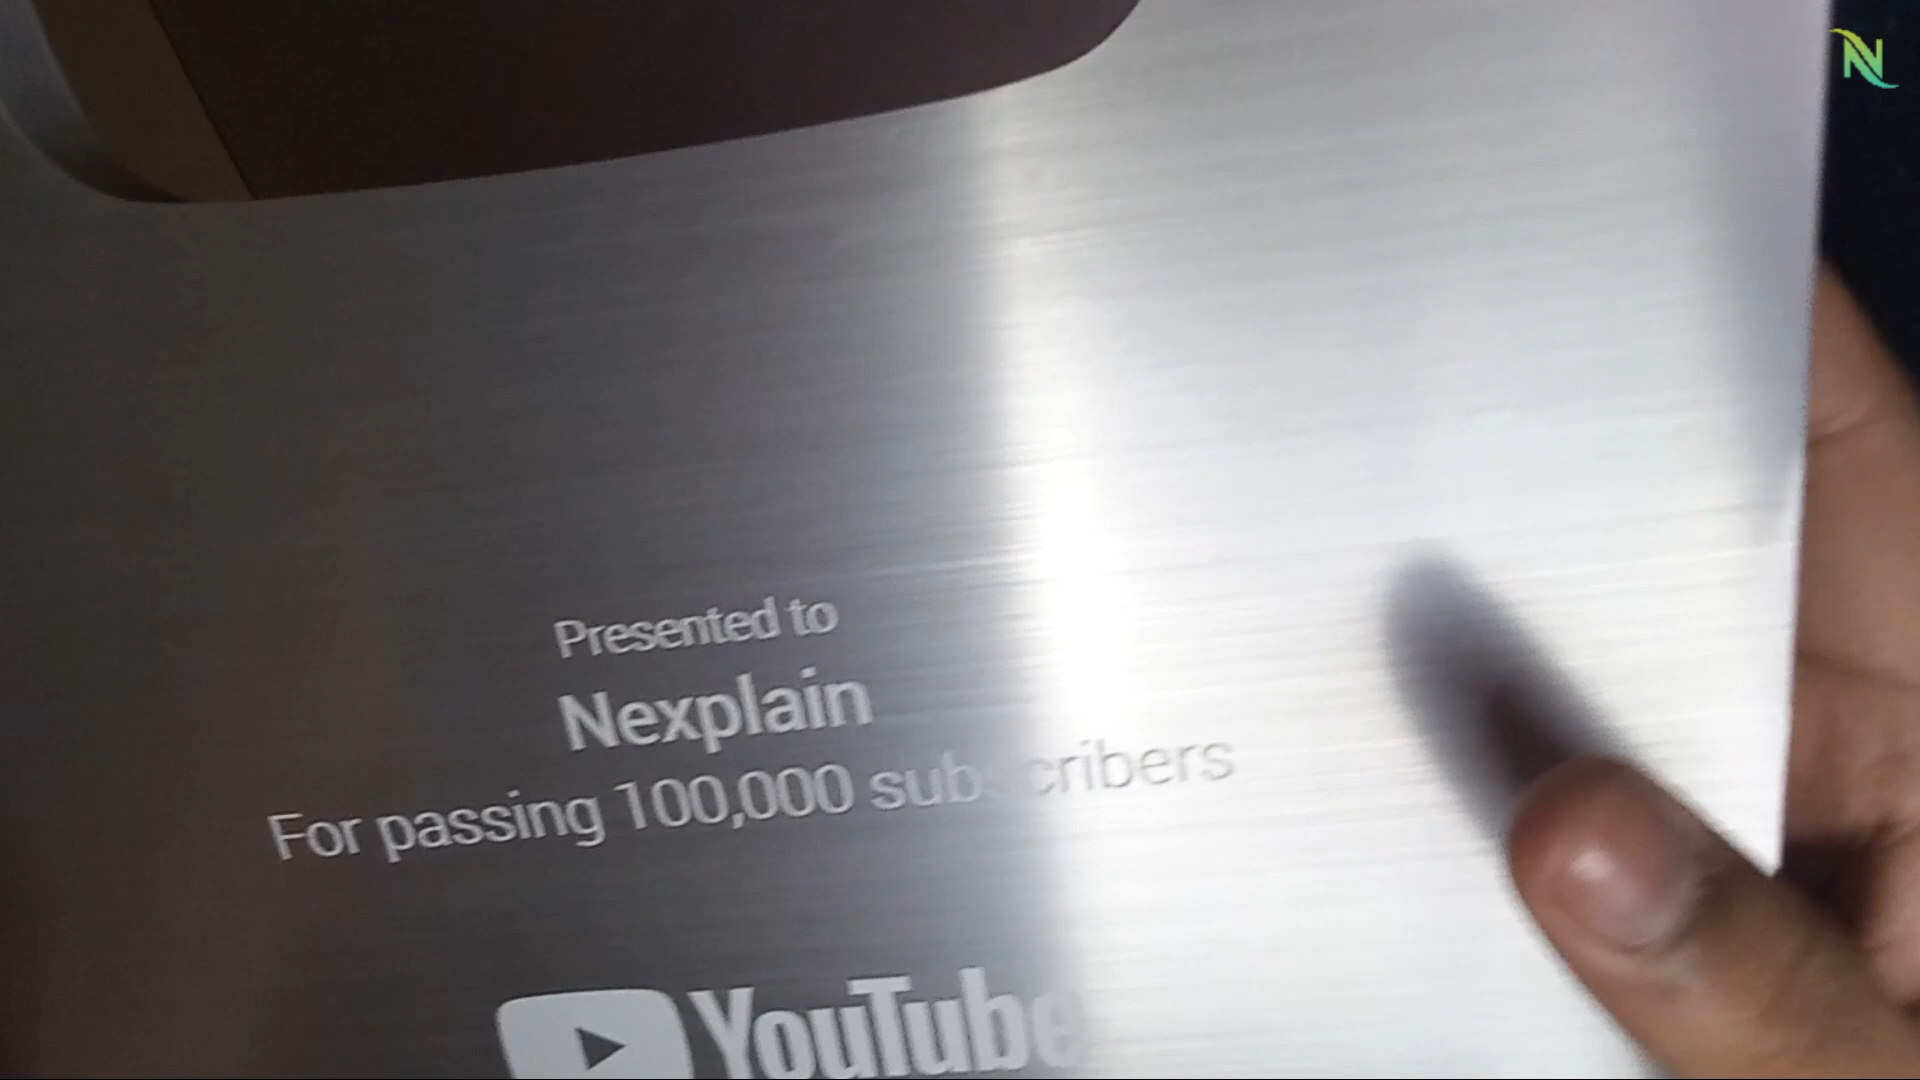 N
Presented to
Nexplain
For passing 100,000 subscribers
YouTube